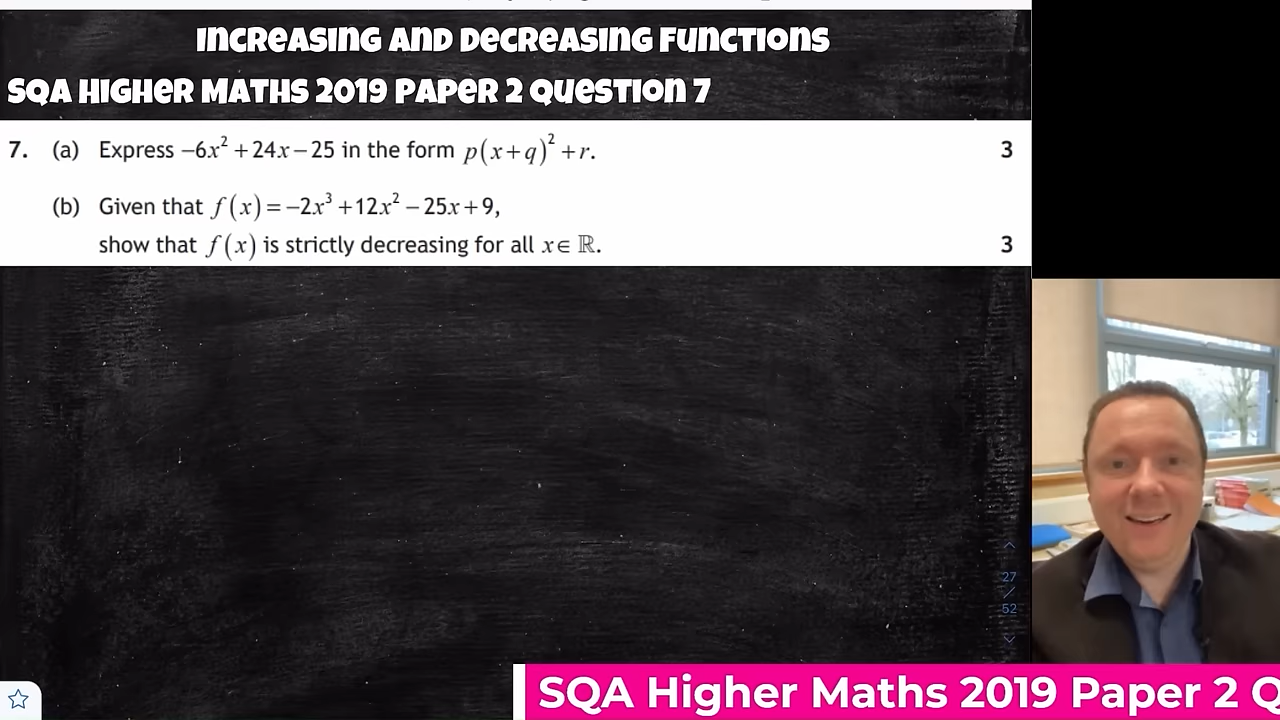 Increasing and Decreasing Functions
SQA Higher Maths 2019 Paper 2 Question 7
7. (a) Express −6x² + 24x − 25 in the form p(x+q)² + r. 3
(b) Given that f(x) = −2x³ + 12x² − 25x + 9,
show that f(x) is strictly decreasing for all x ∈ ℝ. 3
27
/
52
SQA Higher Maths 2019 Paper 2 Q